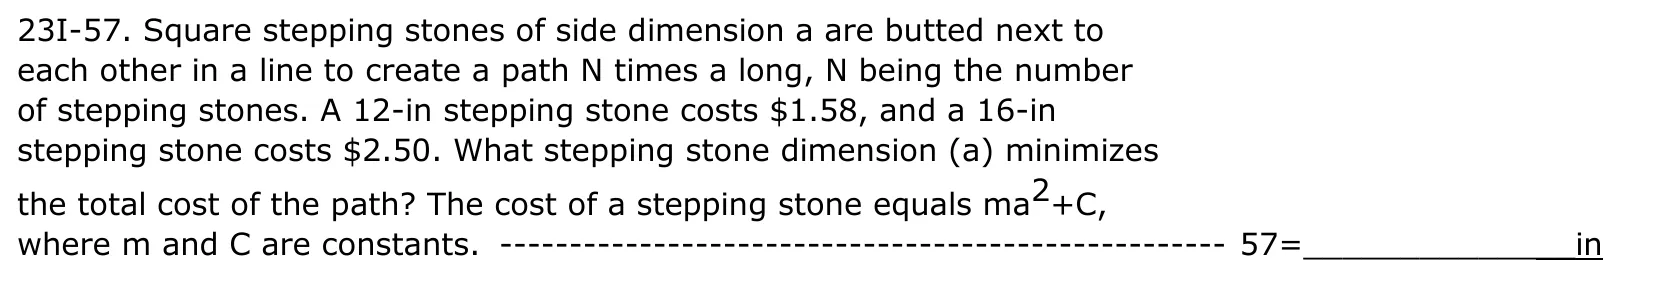 23I-57. Square stepping stones of side dimension a are butted next to
each other in a line to create a path N times a long, N being the number
of stepping stones. A 12-in stepping stone costs $1.58, and a 16-in
stepping stone costs $2.50. What stepping stone dimension (a) minimizes
the total cost of the path? The cost of a stepping stone equals ma²+C,
where m and C are constants. ------------------------------------------------------ 57=__________________in